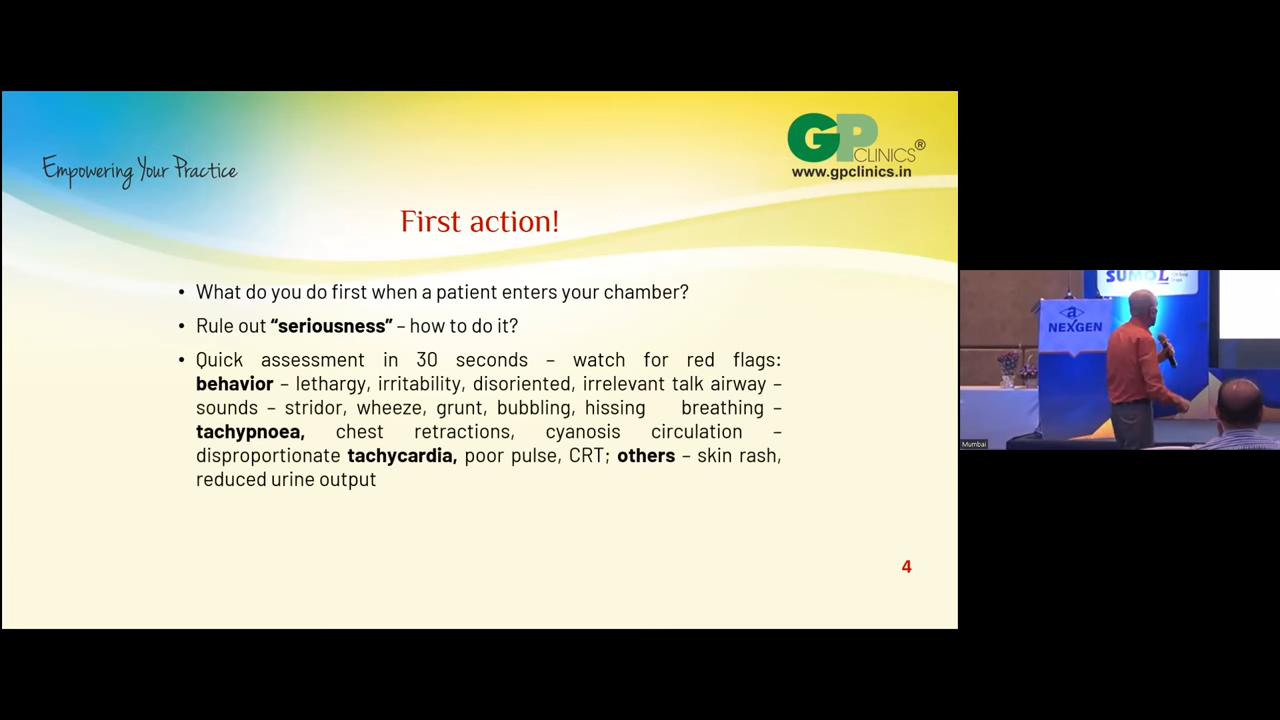 Empowering Your Practice
GP
CLINICS®
www.gpclinics.in
First action!
• What do you do first when a patient enters your chamber?
• Rule out “seriousness” – how to do it?
• Quick assessment in 30 seconds – watch for red flags:
behavior – lethargy, irritability, disoriented, irrelevant talk airway –
sounds – stridor, wheeze, grunt, bubbling, hissing breathing –
tachypnoea, chest retractions, cyanosis circulation –
disproportionate tachycardia, poor pulse, CRT; others – skin rash,
reduced urine output
4
SUMOL
a
NEXGEN
Mumbai